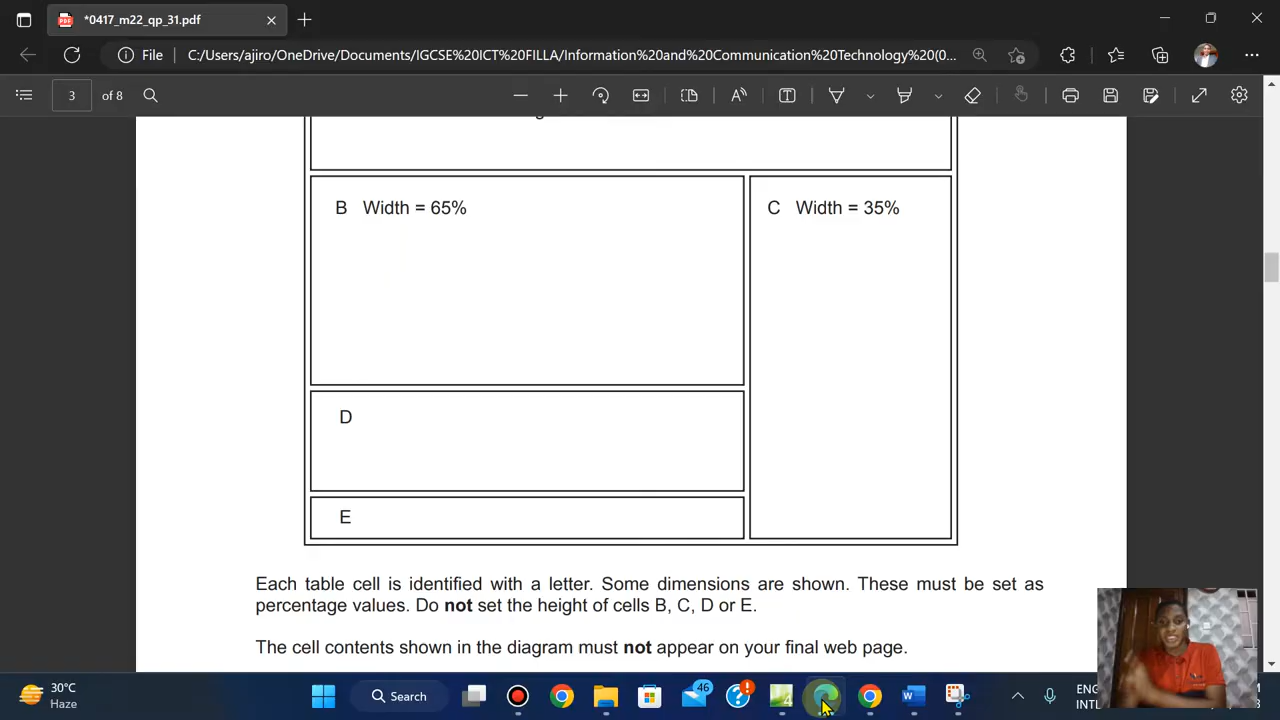 *0417_m22_qp_31.pdf
File
C:/Users/ajiro/OneDrive/Documents/IGCSE%20ICT%20FILLA/Information%20and%20Communication%20Technology%20(0...
3 of 8
B Width = 65%
C Width = 35%
D
E
Each table cell is identified with a letter. Some dimensions are shown. These must be set as
percentage values. Do not set the height of cells B, C, D or E.
The cell contents shown in the diagram must not appear on your final web page.
30°C
Haze
Search
46
ENG
INTE